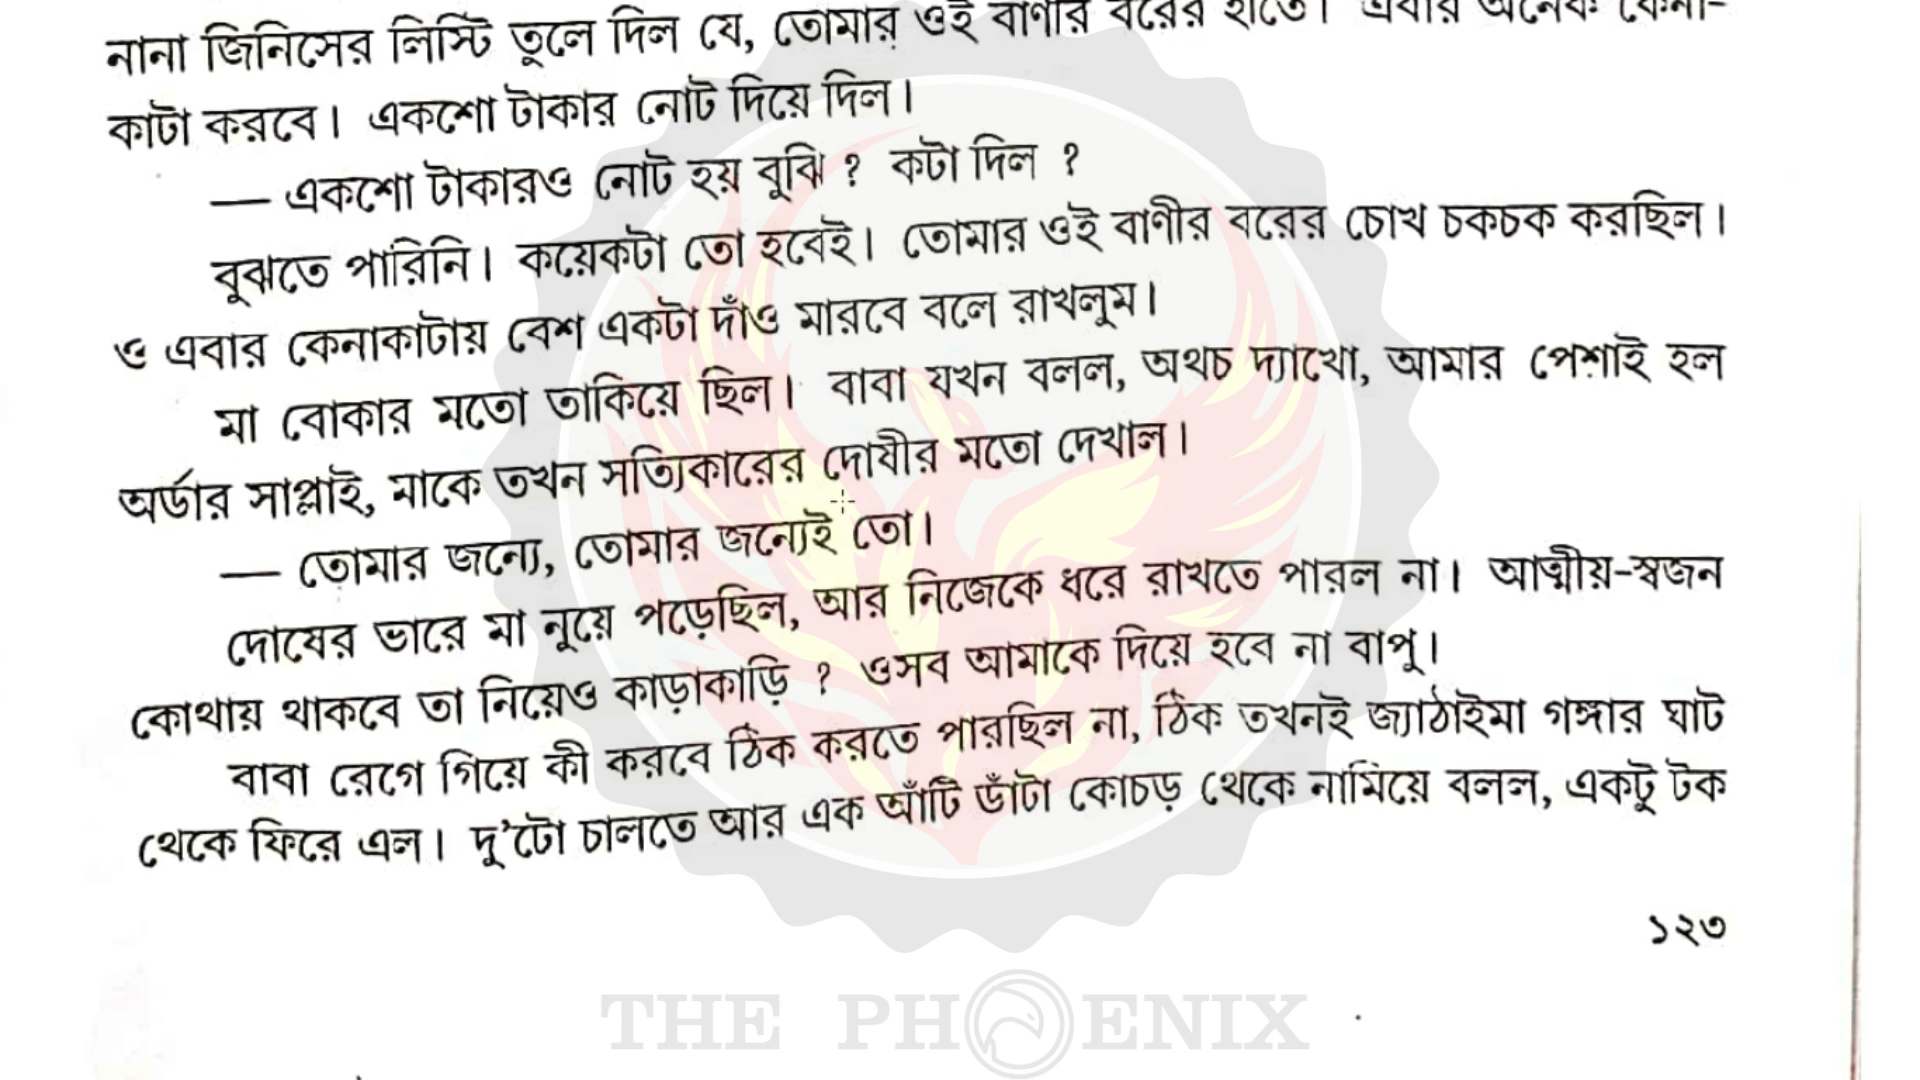 নানা জিনিসের লিস্টি তুলে দিল যে, তোমার ওই বাণীর বরের হাতে। এবার অনেক কেনা-
কাটা করবে। একশো টাকার নোট দিয়ে দিল।
— একশো টাকারও নোট হয় বুঝি ? কটা দিল ?
বুঝতে পারিনি। কয়েকটা তো হবেই। তোমার ওই বাণীর বরের চোখ চকচক করছিল।
ও এবার কেনাকাটায় বেশ একটা দাঁও মারবে বলে রাখলুম।
মা বোকার মতো তাকিয়ে ছিল। বাবা যখন বলল, অথচ দ্যাখো, আমার পেশাই হল
অর্ডার সাপ্লাই, মাকে তখন সত্যিকারের দোষীর মতো দেখাল।
— তোমার জন্যে, তোমার জন্যেই তো।
দোষের ভারে মা নুয়ে পড়েছিল, আর নিজেকে ধরে রাখতে পারল না। আত্মীয়-স্বজন
কোথায় থাকবে তা নিয়েও কাড়াকাড়ি ? ওসব আমাকে দিয়ে হবে না বাপু।
বাবা রেগে গিয়ে কী করবে ঠিক করতে পারছিল না, ঠিক তখনই জ্যাঠাইমা গঙ্গার ঘাট
থেকে ফিরে এল। দু’টো চালতে আর এক আঁটি ডাঁটা কোচড় থেকে নামিয়ে বলল, একটু টক
১২৩
THE PHOENIX